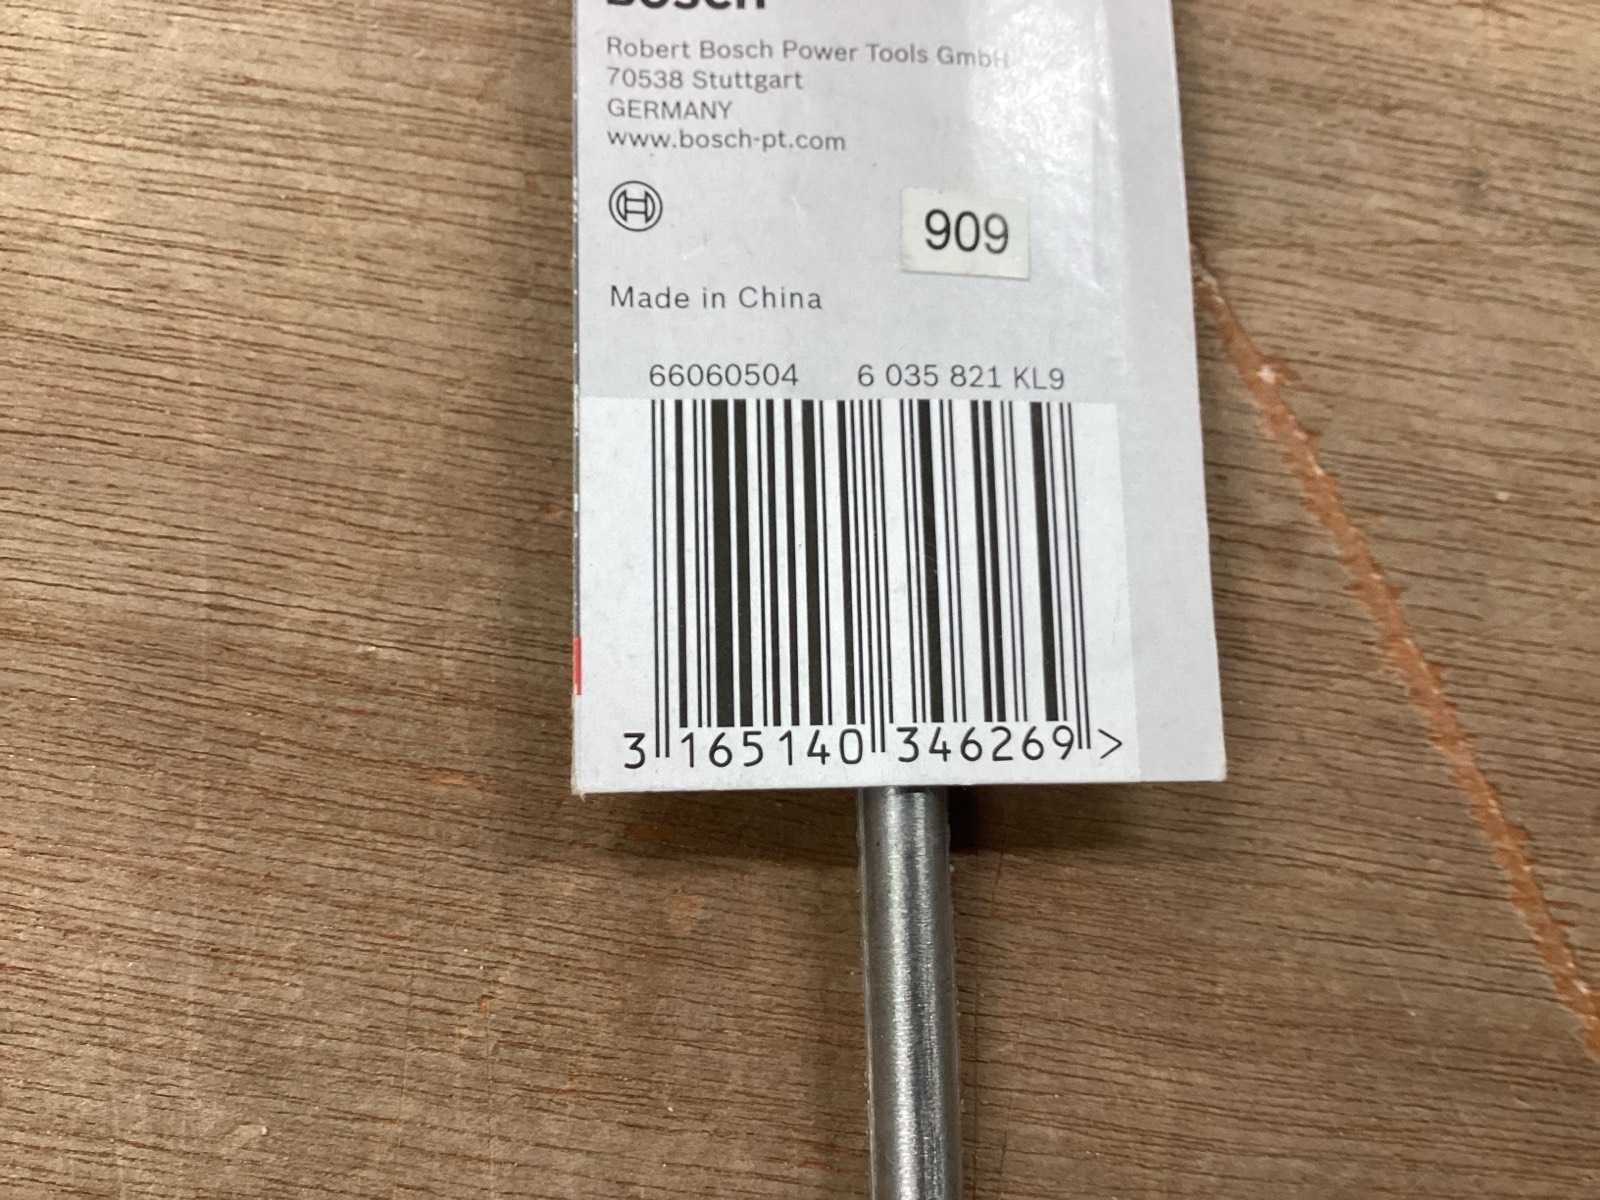 Bosch
Robert Bosch Power Tools GmbH
70538 Stuttgart
GERMANY
www.bosch-pt.com
909
Made in China
66060504 6 035 821 KL9
3 165140 346269 >